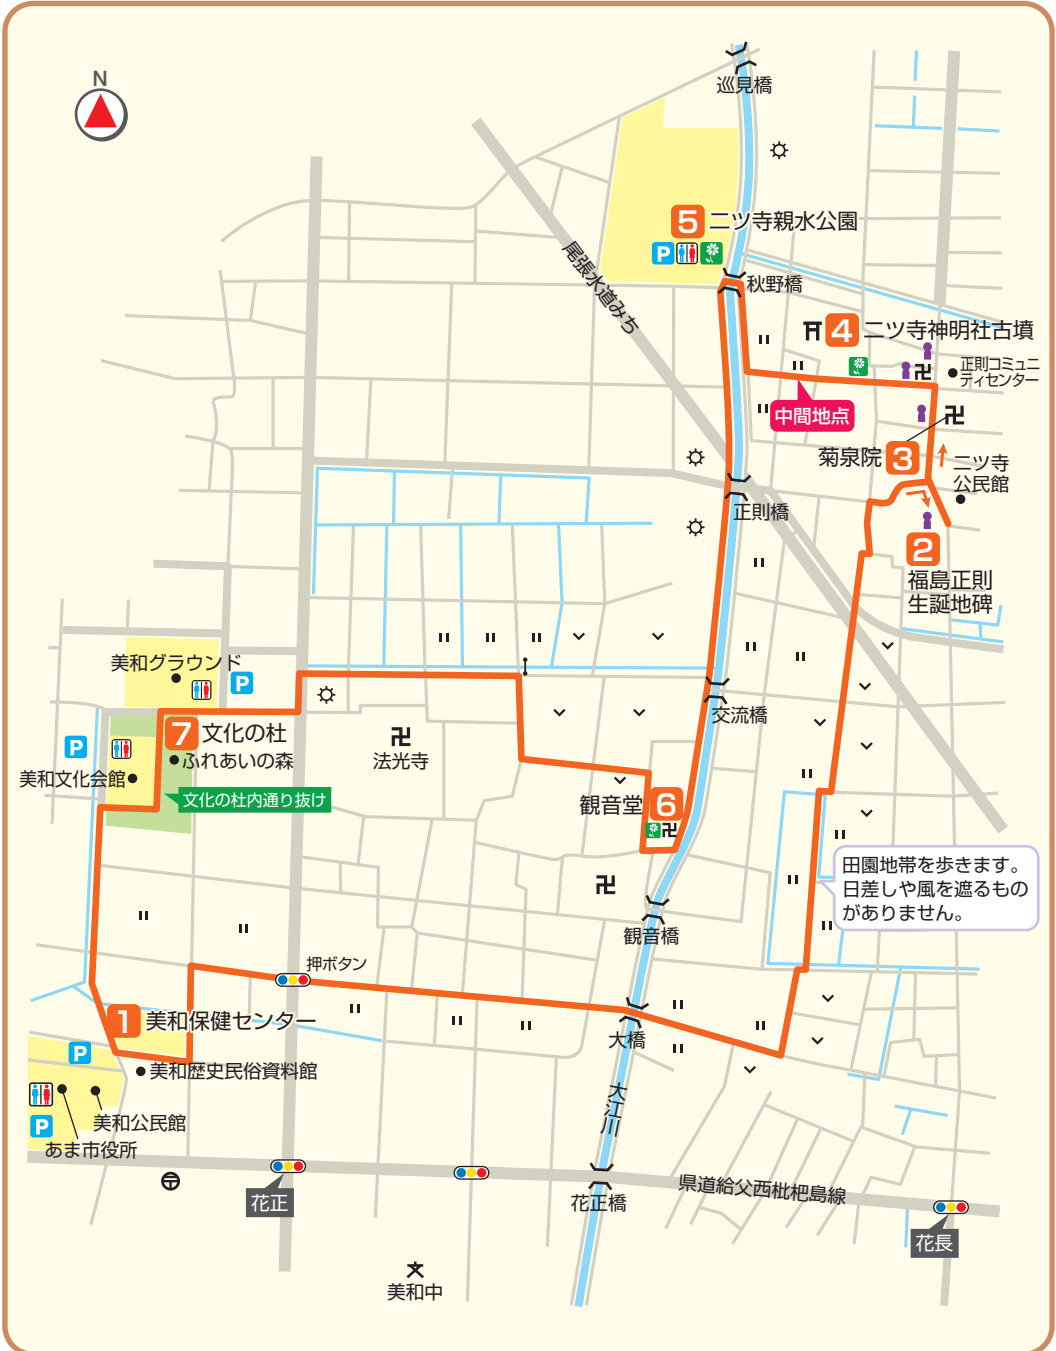 N
巡見橋
5 二ツ寺親水公園
P
秋野橋
尾張水道みち
4 二ツ寺神明社古墳
正則コミュニ
ティセンター
中間地点
菊泉院 3
二ツ寺
公民館
正則橋
2
福島正則
生誕地碑
美和グラウンド
P
交流橋
7 文化の杜
ふれあいの森
P
美和文化会館
文化の杜内通り抜け
法光寺
観音堂 6
田園地帯を歩きます。
日差しや風を遮るもの
がありません。
観音橋
押ボタン
1 美和保健センター
大橋
P
美和歴史民俗資料館
大江川
美和公民館
P
あま市役所
花正
花正橋
県道給父西枇杷島線
花長
美和中